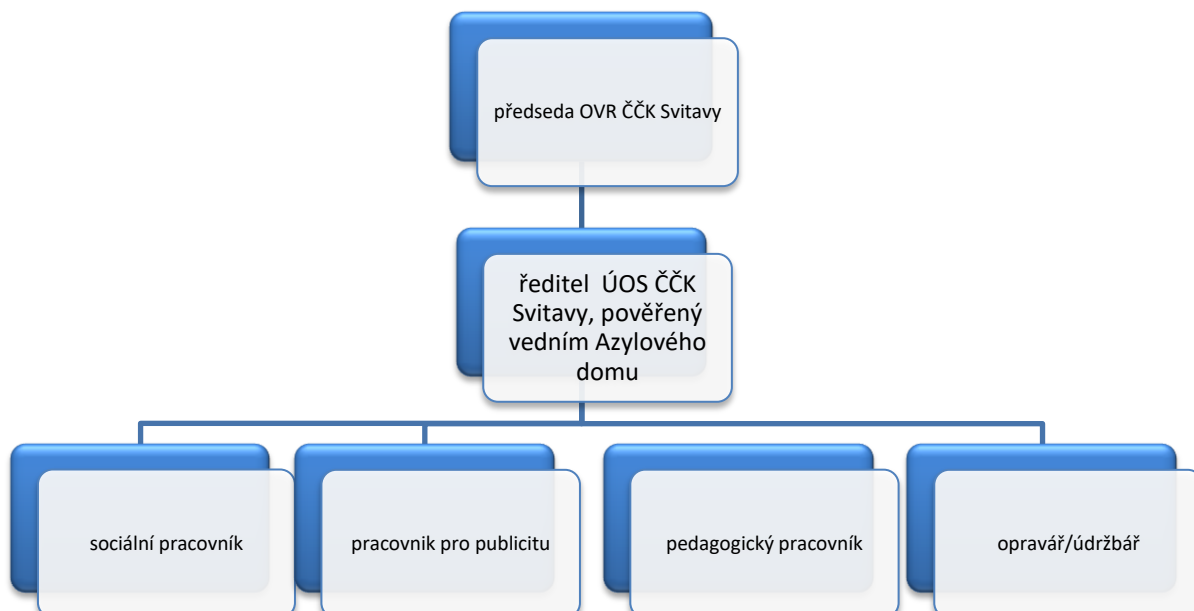 předseda OVR ČČK Svitavy
ředitel  ÚOS ČČK
Svitavy, pověřený
vedním Azylového
domu
sociální pracovník
pracovnik pro publicitu
pedagogický pracovník
opravář/údržbář